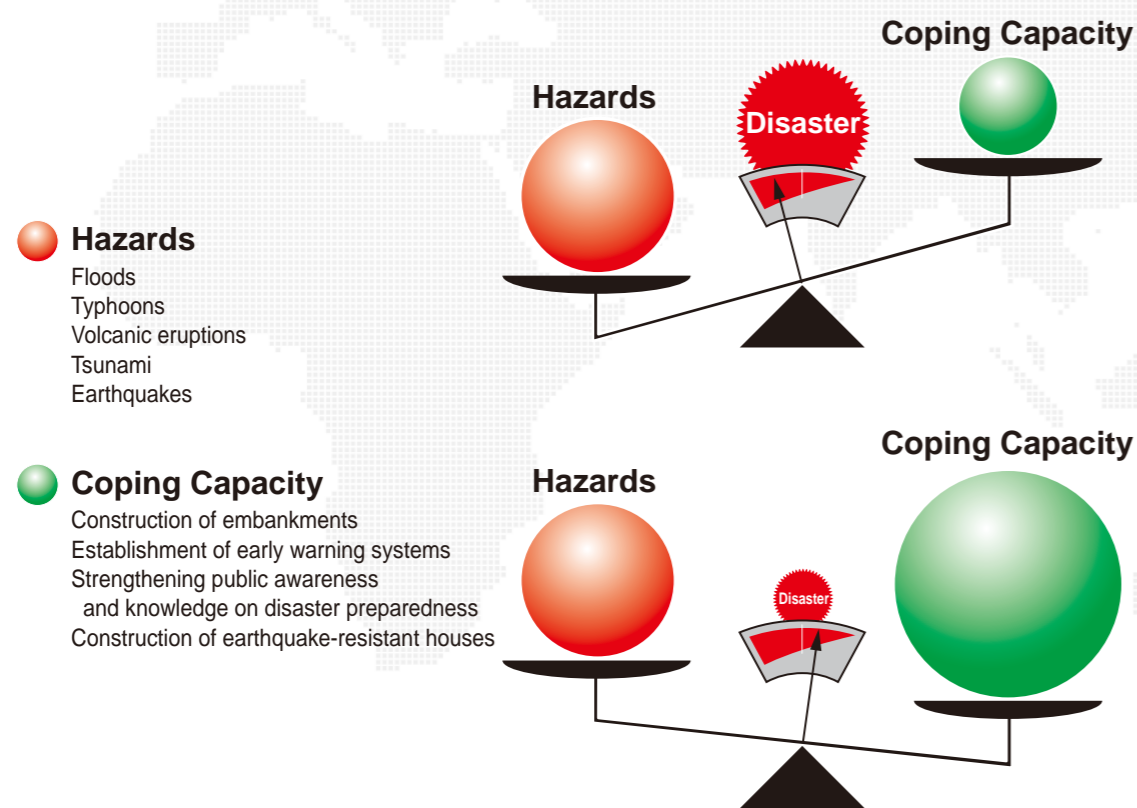 Coping Capacity
Hazards
Disaster
Hazards
Floods
Typhoons
Volcanic eruptions
Tsunami
Earthquakes
Coping Capacity
Construction of embankments
Establishment of early warning systems
Strengthening public awareness
and knowledge on disaster preparedness
Construction of earthquake-resistant houses
Coping Capacity
Hazards
Disaster